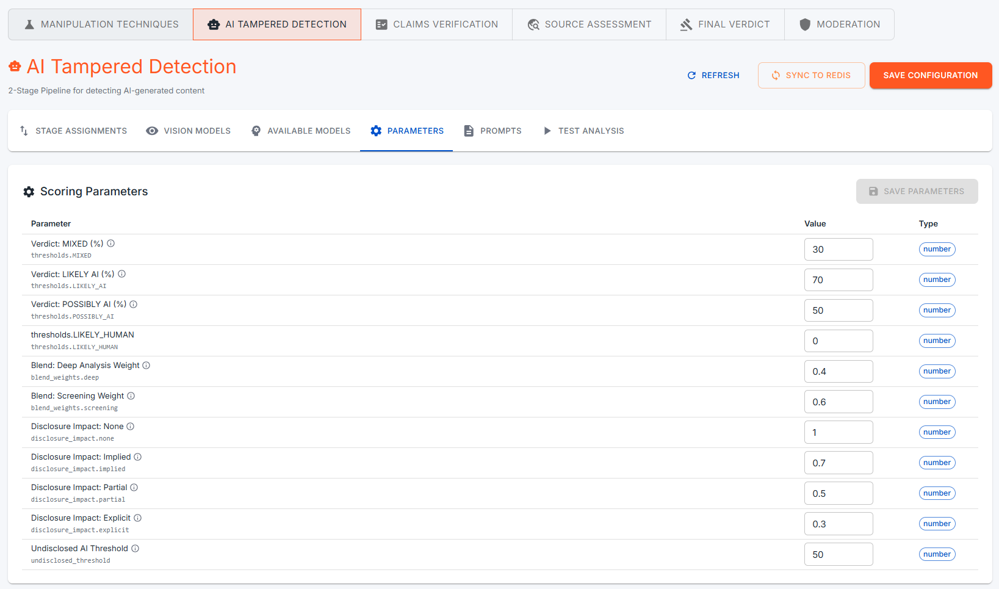 MANIPULATION TECHNIQUES
AI TAMPERED DETECTION
CLAIMS VERIFICATION
SOURCE ASSESSMENT
FINAL VERDICT
MODERATION
AI Tampered Detection
2-Stage Pipeline for detecting AI-generated content
REFRESH
SYNC TO REDIS
SAVE CONFIGURATION
STAGE ASSIGNMENTS
VISION MODELS
AVAILABLE MODELS
PARAMETERS
PROMPTS
TEST ANALYSIS
Scoring Parameters
SAVE PARAMETERS
Parameter Value Type
Verdict: MIXED (%)
thresholds.MIXED
30 number
Verdict: LIKELY AI (%)
thresholds.LIKELY_AI
70 number
Verdict: POSSIBLY AI (%)
thresholds.POSSIBLY_AI
50 number
thresholds.LIKELY_HUMAN
thresholds.LIKELY_HUMAN
0 number
Blend: Deep Analysis Weight
blend_weights.deep
0.4 number
Blend: Screening Weight
blend_weights.screening
0.6 number
Disclosure Impact: None
disclosure_impact.none
1 number
Disclosure Impact: Implied
disclosure_impact.implied
0.7 number
Disclosure Impact: Partial
disclosure_impact.partial
0.5 number
Disclosure Impact: Explicit
disclosure_impact.explicit
0.3 number
Undisclosed AI Threshold
undisclosed_threshold
50 number